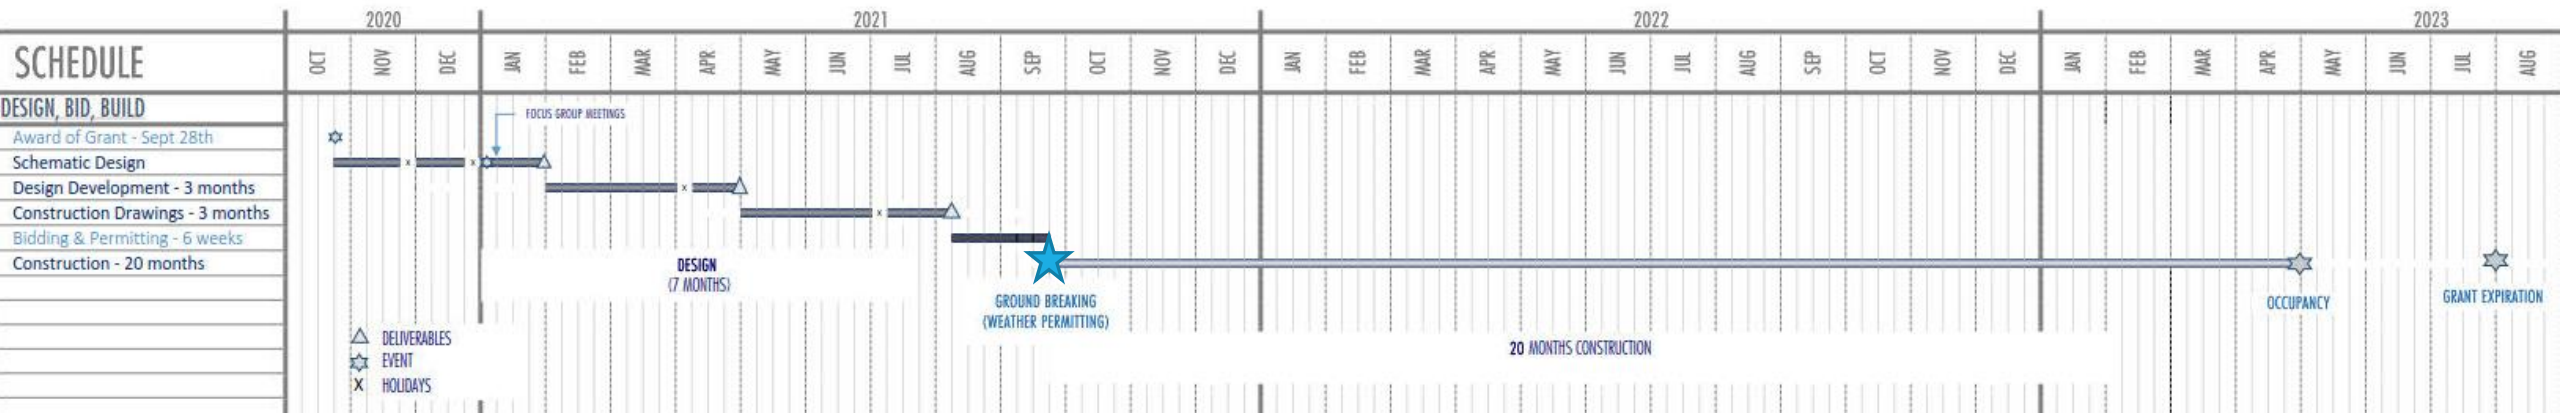 2020 2021 2022 2023
SCHEDULE OCT NOV DEC JAN FEB MAR APR MAY JUN JUL AUG SEP OCT NOV DEC JAN FEB MAR APR MAY JUN JUL AUG SEP OCT NOV DEC JAN FEB MAR APR MAY JUN JUL AUG
DESIGN, BID, BUILD
FOCUS GROUP MEETINGS
Award of Grant - Sept 28th
Schematic Design x x
Design Development - 3 months x
Construction Drawings - 3 months x
Bidding & Permitting - 6 weeks
Construction - 20 months
DESIGN
(7 MONTHS)
GROUND BREAKING
(WEATHER PERMITTING)
OCCUPANCY
GRANT EXPIRATION
DELIVERABLES
EVENT
X HOLIDAYS
20 MONTHS CONSTRUCTION